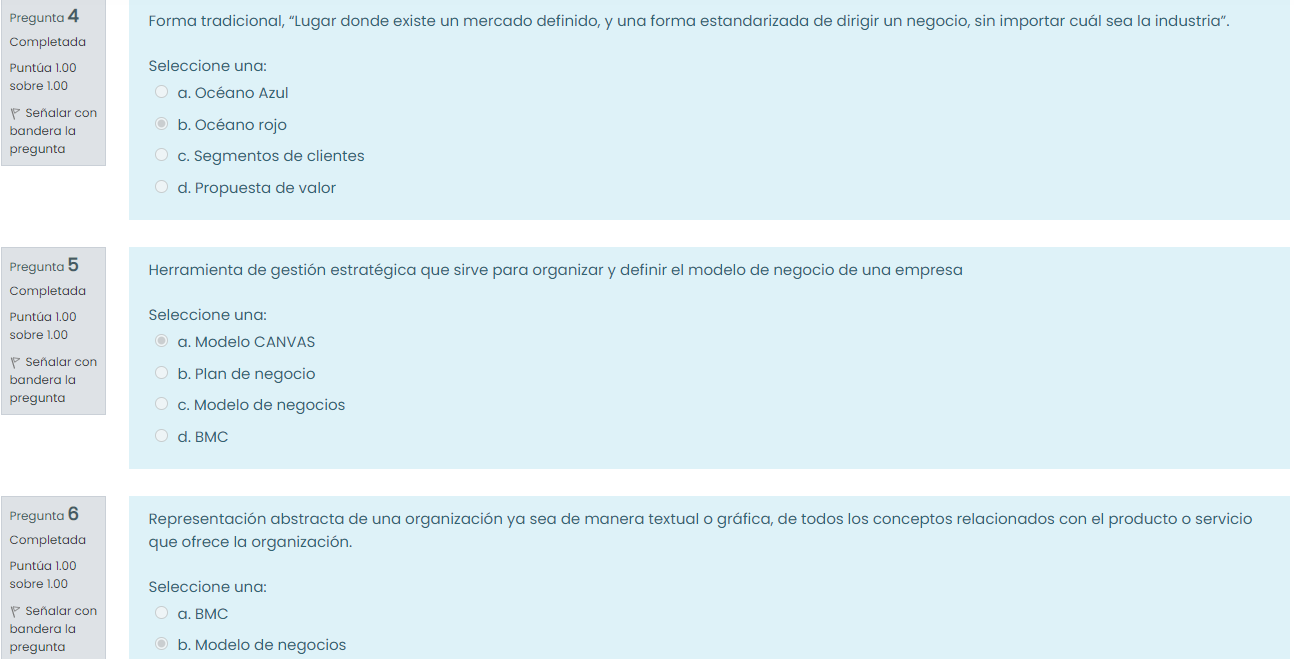 Pregunta 4
Completada
Puntúa 1.00
sobre 1.00
Señalar con
bandera la
pregunta
Forma tradicional, “Lugar donde existe un mercado definido, y una forma estandarizada de dirigir un negocio, sin importar cuál sea la industria”.
Seleccione una:
a. Océano Azul
b. Océano rojo
c. Segmentos de clientes
d. Propuesta de valor
Pregunta 5
Completada
Puntúa 1.00
sobre 1.00
Señalar con
bandera la
pregunta
Herramienta de gestión estratégica que sirve para organizar y definir el modelo de negocio de una empresa
Seleccione una:
a. Modelo CANVAS
b. Plan de negocio
c. Modelo de negocios
d. BMC
Pregunta 6
Completada
Puntúa 1.00
sobre 1.00
Señalar con
bandera la
pregunta
Representación abstracta de una organización ya sea de manera textual o gráfica, de todos los conceptos relacionados con el producto o servicio
que ofrece la organización.
Seleccione una:
a. BMC
b. Modelo de negocios